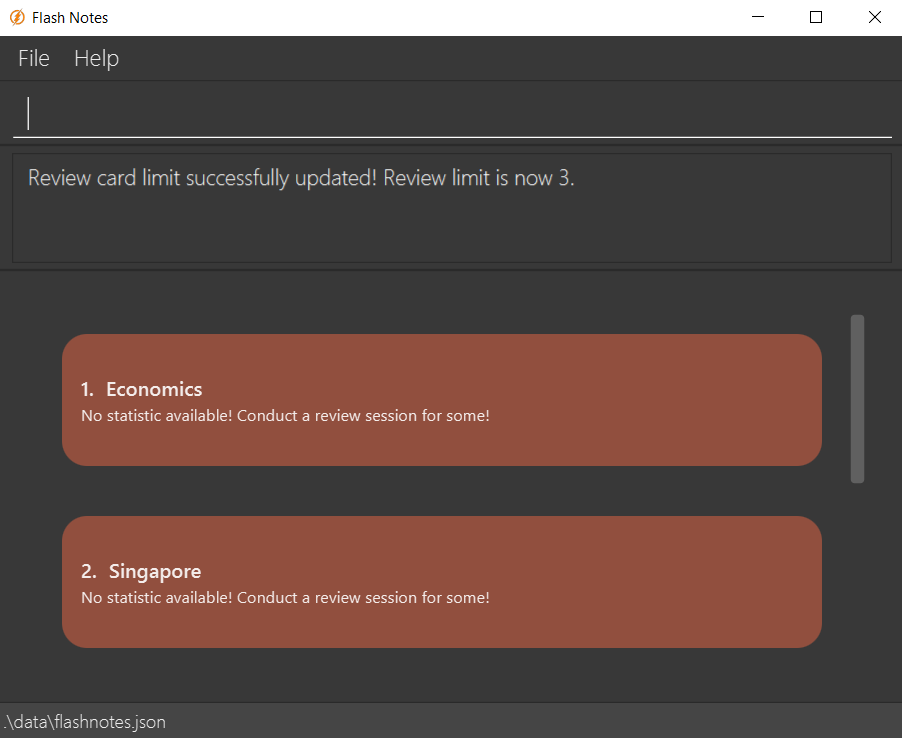 Flash Notes
File Help
Review card limit successfully updated! Review limit is now 3.
1. Economics
No statistic available! Conduct a review session for some!
2. Singapore
No statistic available! Conduct a review session for some!
.\data\flashnotes.json